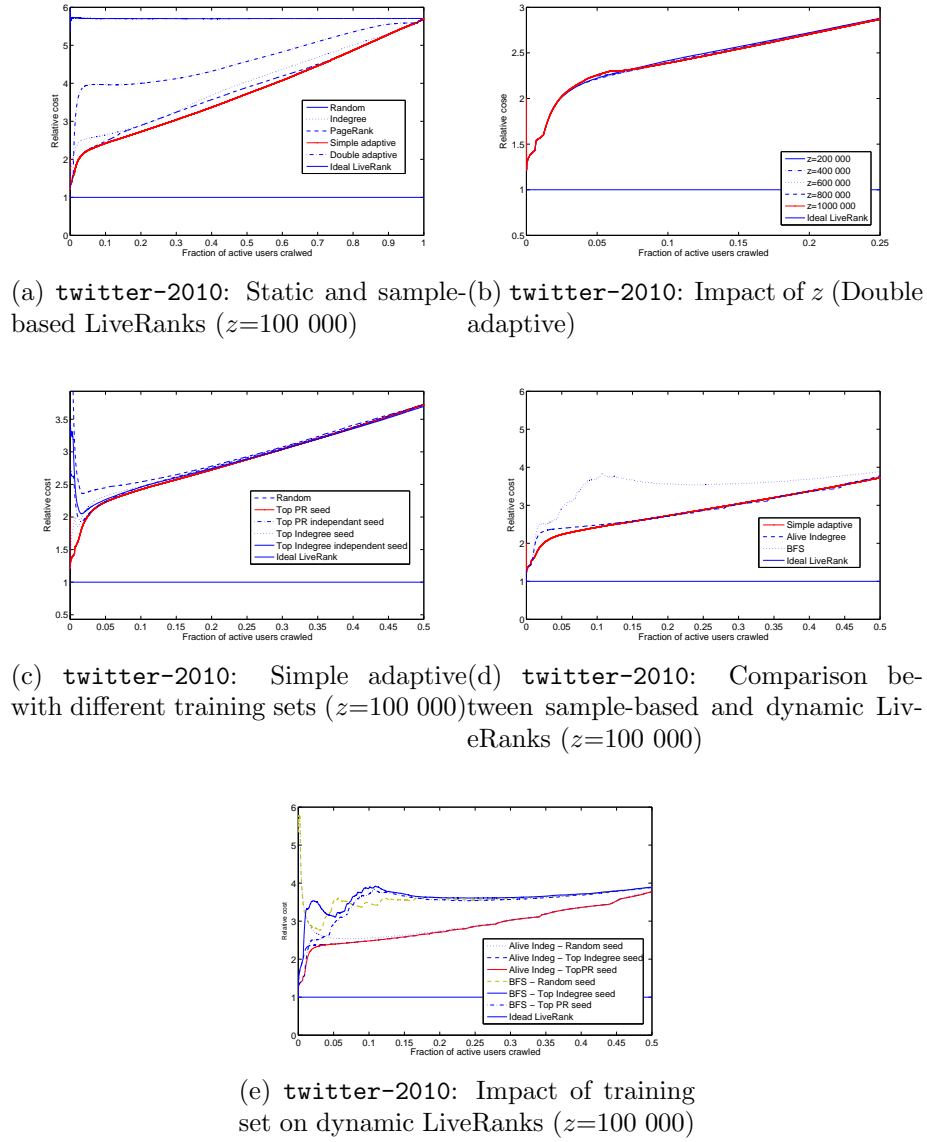 6
5
4
3
2
1
0
Relative cost
0 0.1 0.2 0.3 0.4 0.5 0.6 0.7 0.8 0.9 1
Fraction of active users cralwed
Random
Indegree
PageRank
Simple adaptive
Double adaptive
Ideal LiveRank
3
2.5
2
1.5
1
0.5
Relative cose
0 0.05 0.1 0.15 0.2 0.25
Fraction of active users crawled
z=200 000
z=400 000
z=600 000
z=800 000
z=1000 000
Ideal LiveRank
(a) twitter-2010: Static and sample-
based LiveRanks (z=100 000)
(b) twitter-2010: Impact of z (Double
adaptive)
3.5
3
2.5
2
1.5
1
0.5
Relative cost
0 0.05 0.1 0.15 0.2 0.25 0.3 0.35 0.4 0.45 0.5
Fraction of active users crawled
Random
Top PR seed
Top PR independant seed
Top Indegree seed
Top Indegree independent seed
Ideal LiveRank
6
5
4
3
2
1
0
Relative cost
0 0.05 0.1 0.15 0.2 0.25 0.3 0.35 0.4 0.45 0.5
Fraction of active users crawled
Simple adaptive
Alive Indegree
BFS
Ideal LiveRank
(c) twitter-2010: Simple adaptive
with different training sets (z=100 000)
(d) twitter-2010: Comparison be-
tween sample-based and dynamic Liv-
eRanks (z=100 000)
6
5
4
3
2
1
0
Relative cost
0 0.05 0.1 0.15 0.2 0.25 0.3 0.35 0.4 0.45 0.5
Fraction of active users crawled
Alive Indeg − Random seed
Alive Indeg − Top Indegree seed
Alive Indeg − TopPR seed
BFS − Random seed
BFS − Top Indegree seed
BFS − Top PR seed
Idead LiveRank
(e) twitter-2010: Impact of training
set on dynamic LiveRanks (z=100 000)